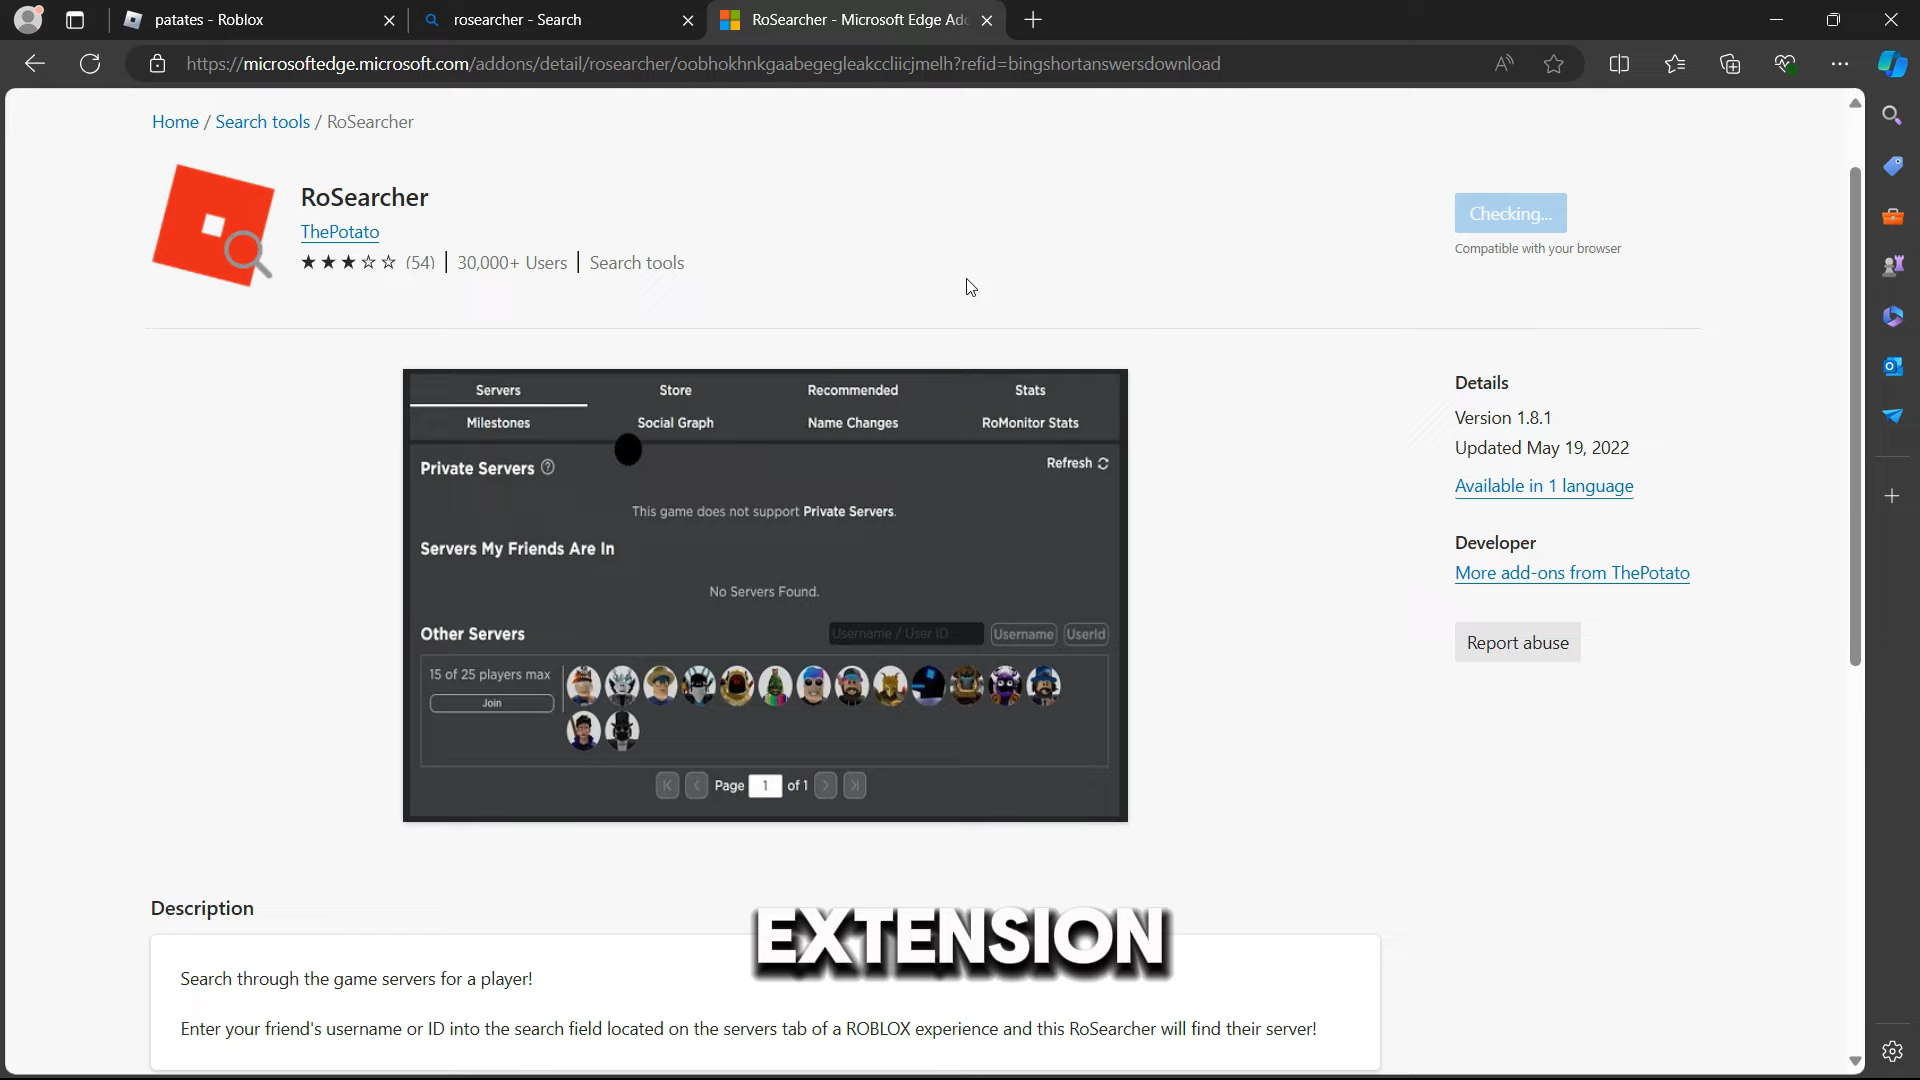 patates - Roblox
rosearcher - Search
RoSearcher - Microsoft Edge Adc
https://microsoftedge.microsoft.com/addons/detail/rosearcher/oobhokhnkgaabegegleakccliicjmelh?refid=bingshortanswersdownload
Home / Search tools / RoSearcher
RoSearcher
ThePotato
(54) 30,000+ Users Search tools
Checking...
Compatible with your browser
Servers Store Recommended Stats
Milestones Social Graph Name Changes RoMonitor Stats
Private Servers
Refresh
This game does not support Private Servers.
Servers My Friends Are In
No Servers Found.
Other Servers
Username / User ID Username UserId
15 of 25 players max
Join
Page 1 of 1
Details
Version 1.8.1
Updated May 19, 2022
Available in 1 language
Developer
More add-ons from ThePotato
Report abuse
Description
EXTENSION
Search through the game servers for a player!
Enter your friend's username or ID into the search field located on the servers tab of a ROBLOX experience and this RoSearcher will find their server!